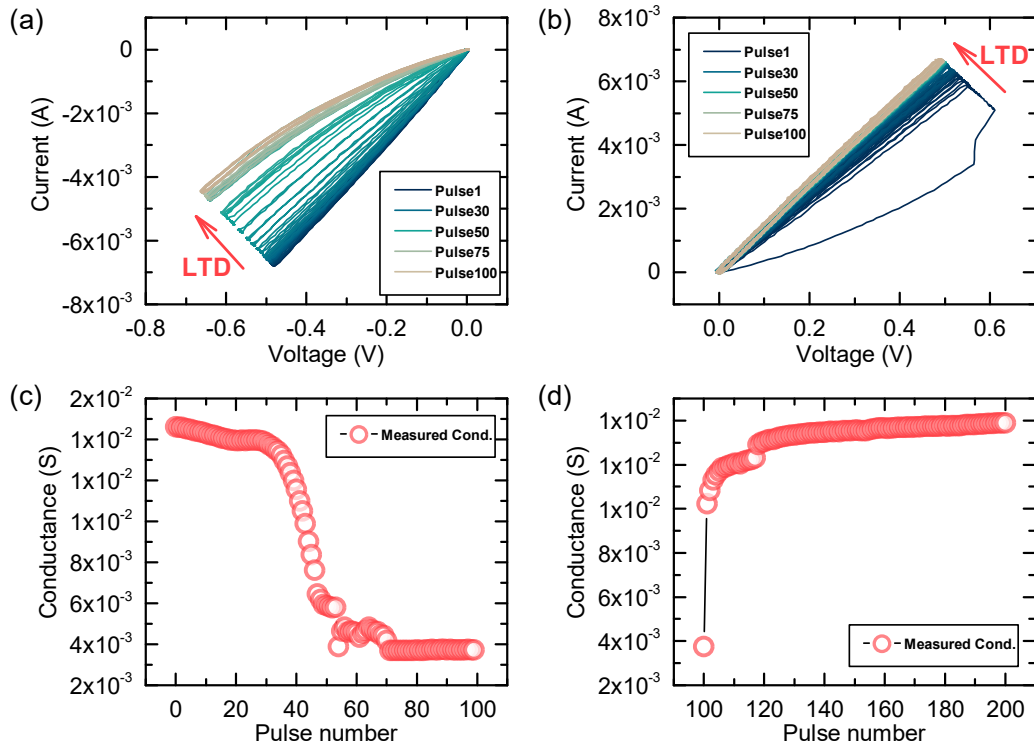 (a)
0
-2x10⁻³
-4x10⁻³
-6x10⁻³
-8x10⁻³
Current (A)
LTD
Pulse1
Pulse30
Pulse50
Pulse75
Pulse100
-0.8 -0.6 -0.4 -0.2 0.0
Voltage (V)
(b)
8x10⁻³
6x10⁻³
4x10⁻³
2x10⁻³
0
Current (A)
Pulse1
Pulse30
Pulse50
Pulse75
Pulse100
LTD
0.0 0.2 0.4 0.6
Voltage (V)
(c)
2x10⁻²
1x10⁻²
1x10⁻²
1x10⁻²
8x10⁻³
6x10⁻³
4x10⁻³
2x10⁻³
Conductance (S)
Measured Cond.
0 20 40 60 80 100
Pulse number
(d)
1x10⁻²
1x10⁻²
1x10⁻²
8x10⁻³
6x10⁻³
4x10⁻³
2x10⁻³
Conductance (S)
Measured Cond.
100 120 140 160 180 200
Pulse number